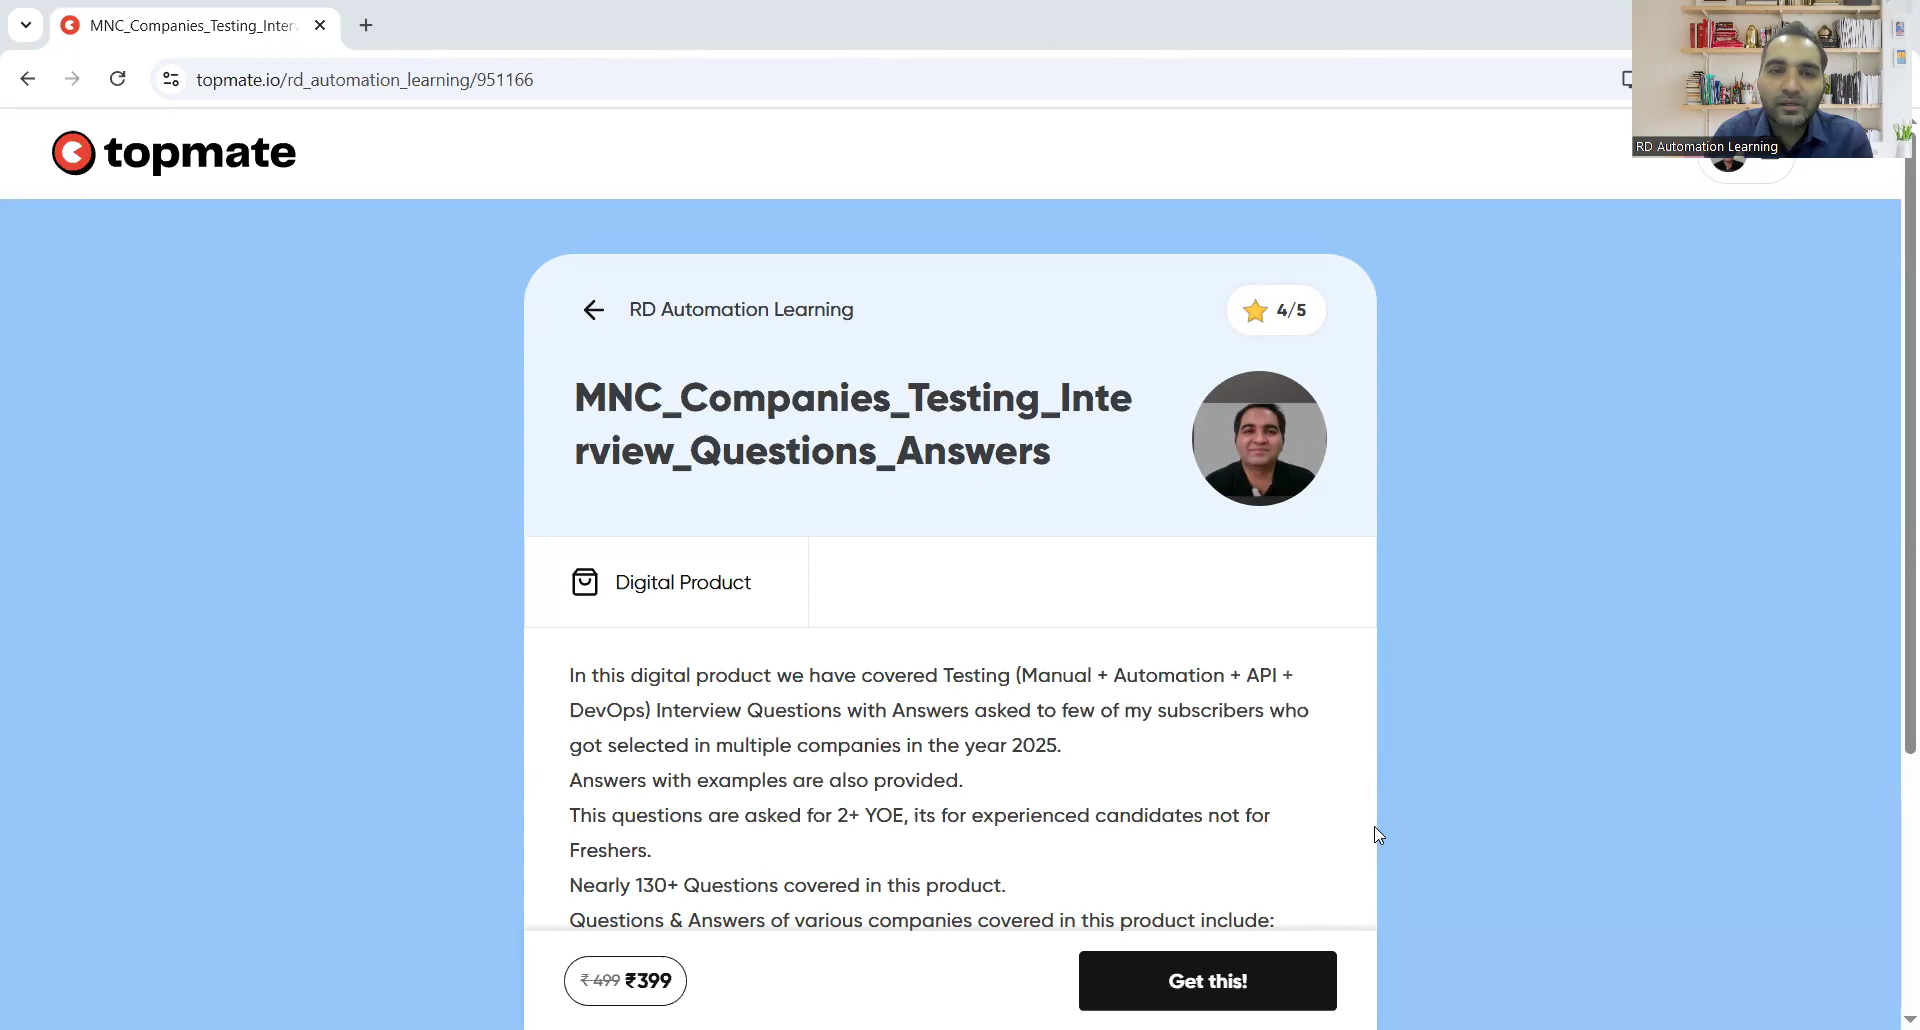 MNC_Companies_Testing_Inter
topmate.io/rd_automation_learning/951166
RD Automation Learning
topmate
RD Automation Learning
4/5
MNC_Companies_Testing_Inte
rview_Questions_Answers
Digital Product
In this digital product we have covered Testing (Manual + Automation + API +
DevOps) Interview Questions with Answers asked to few of my subscribers who
got selected in multiple companies in the year 2025.
Answers with examples are also provided.
This questions are asked for 2+ YOE, its for experienced candidates not for
Freshers.
Nearly 130+ Questions covered in this product.
Questions & Answers of various companies covered in this product include:
₹499 ₹399
Get this!